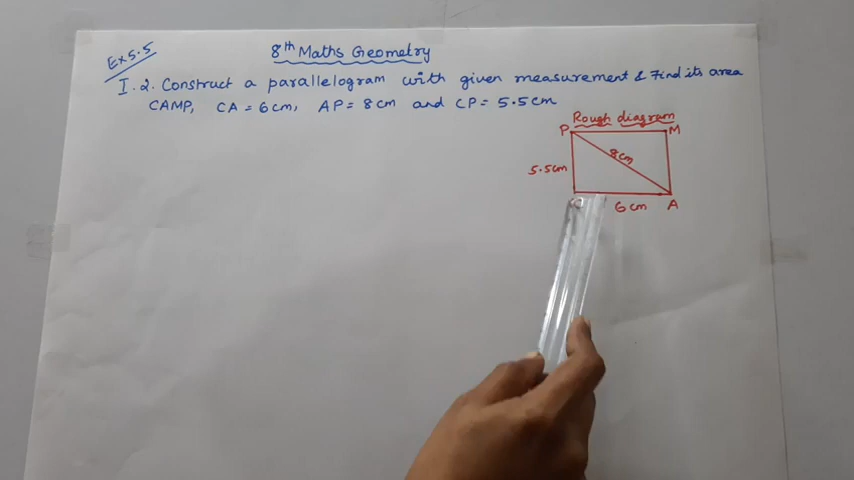 Ex 5.5
8th Maths Geometry
I. 2. Construct a parallelogram with given measurement & Find its area
CAMP, CA = 6cm, AP = 8cm and CP = 5.5cm
Rough diagram
P M
8cm
5.5cm
6cm A